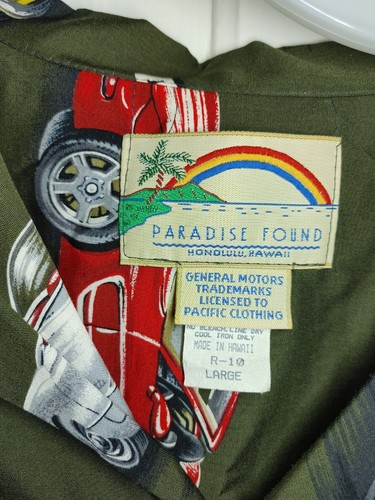 PARADISE FOUND
HONOLULU, HAWAII
GENERAL MOTORS
TRADEMARKS
LICENSED TO
PACIFIC CLOTHING
NO BLEACH. LINE DRY
COOL IRON ONLY
MADE IN HAWAII
R-10
LARGE